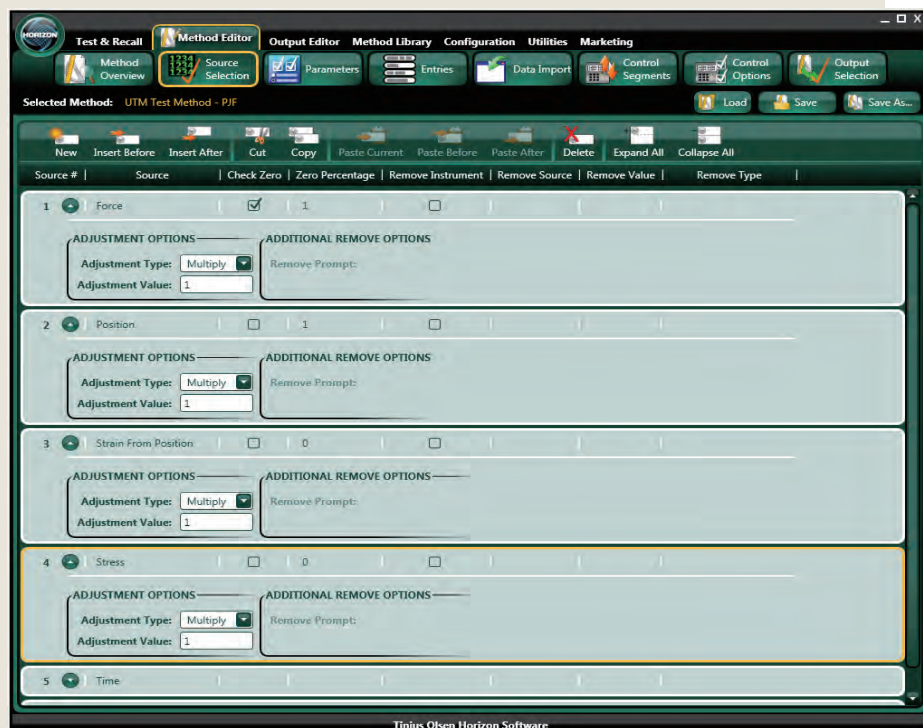 HORIZON
Test & Recall Method Editor Output Editor Method Library Configuration Utilities Marketing
Method Overview Source Selection Parameters Entries Data Import Control Segments Control Options Output Selection
Selected Method: UTM Test Method - PJF Load Save Save As...
New Insert Before Insert After Cut Copy Paste Current Paste Before Paste After Delete Expand All Collapse All
Source # | Source | Check Zero | Zero Percentage | Remove Instrument | Remove Source | Remove Value | Remove Type |
1 Force 1
ADJUSTMENT OPTIONS ADDITIONAL REMOVE OPTIONS
Adjustment Type: Multiply Remove Prompt:
Adjustment Value: 1
2 Position 1
ADJUSTMENT OPTIONS ADDITIONAL REMOVE OPTIONS
Adjustment Type: Multiply Remove Prompt:
Adjustment Value: 1
3 Strain From Position 0
ADJUSTMENT OPTIONS ADDITIONAL REMOVE OPTIONS
Adjustment Type: Multiply Remove Prompt:
Adjustment Value: 1
4 Stress 0
ADJUSTMENT OPTIONS ADDITIONAL REMOVE OPTIONS
Adjustment Type: Multiply Remove Prompt:
Adjustment Value: 1
5 Time
Tinius Olsen Horizon Software